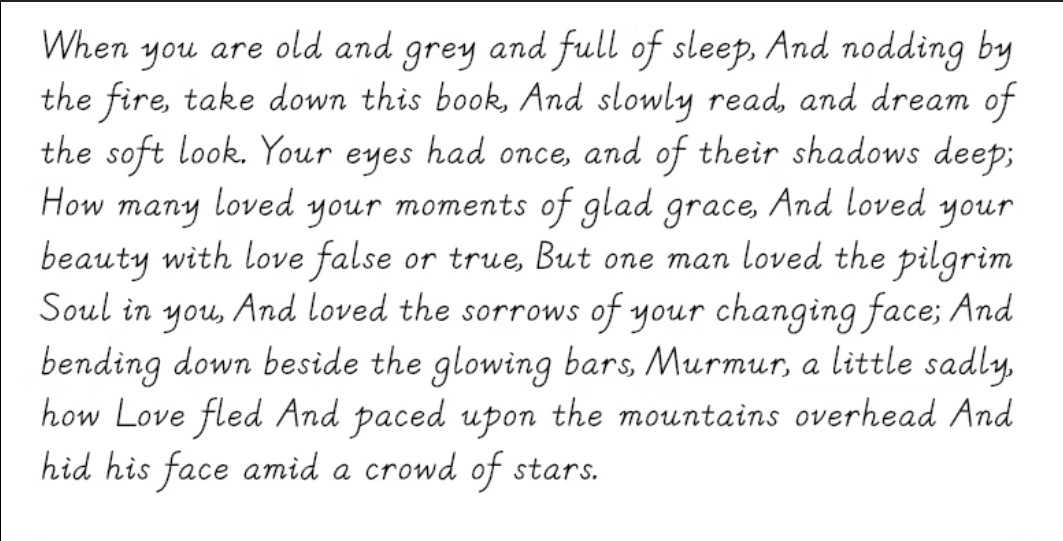 When you are old and grey and full of sleep, And nodding by
the fire, take down this book, And slowly read, and dream of
the soft look. Your eyes had once, and of their shadows deep;
How many loved your moments of glad grace, And loved your
beauty with love false or true, But one man loved the pilgrim
Soul in you, And loved the sorrows of your changing face; And
bending down beside the glowing bars, Murmur, a little sadly,
how Love fled And paced upon the mountains overhead And
hid his face amid a crowd of stars.